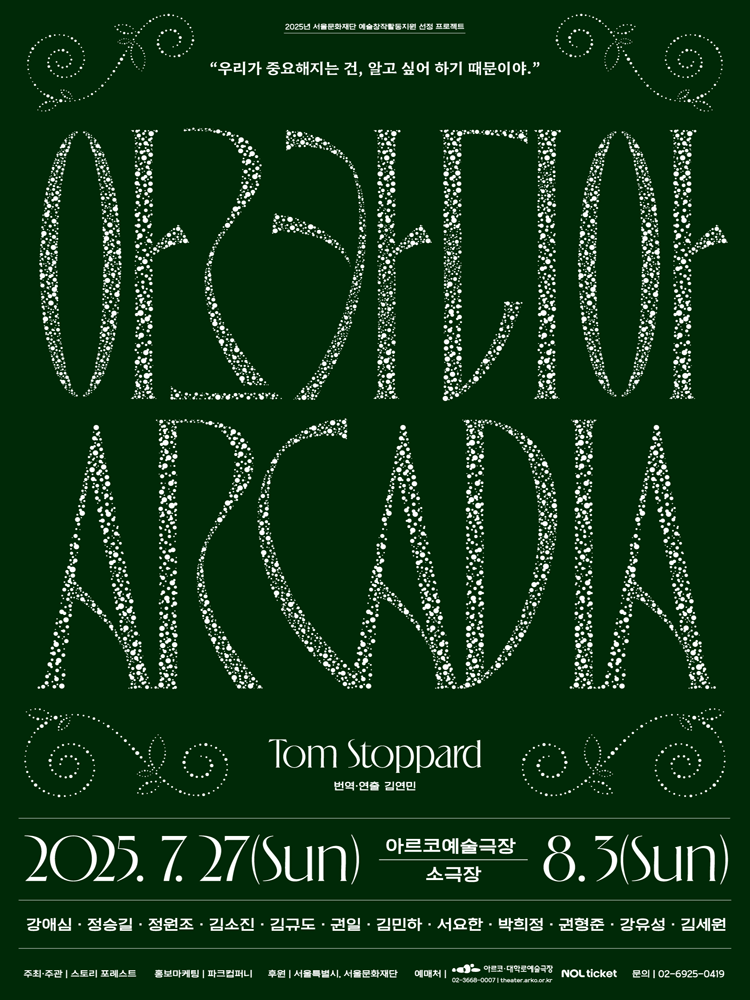 2025년 서울문화재단 예술창작활동지원 선정 프로젝트
“우리가 중요해지는 건, 알고 싶어 하기 때문이야.”
아르카디아
ARCADIA
Tom Stoppard
번역·연출 김연민
2025. 7. 27(Sun)
아르코예술극장
소극장
8. 3(Sun)
강애심 · 정승길 · 정원조 · 김소진 · 김규도 · 권일 · 김민하 · 서요한 · 박희정 · 권형준 · 강유성 · 김세원
주최·주관 | 스토리 포레스트 홍보마케팅 | 파크컴퍼니 후원 | 서울특별시, 서울문화재단 예매처 | 아르코·대학로예술극장 NOL ticket 문의 | 02-6925-0419
02-3668-0007 | theater.arko.or.kr